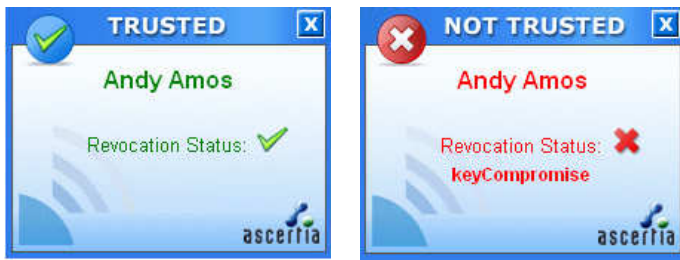 TRUSTED X
Andy Amos
Revocation Status:
ascertia
NOT TRUSTED X
Andy Amos
Revocation Status:
keyCompromise
ascertia